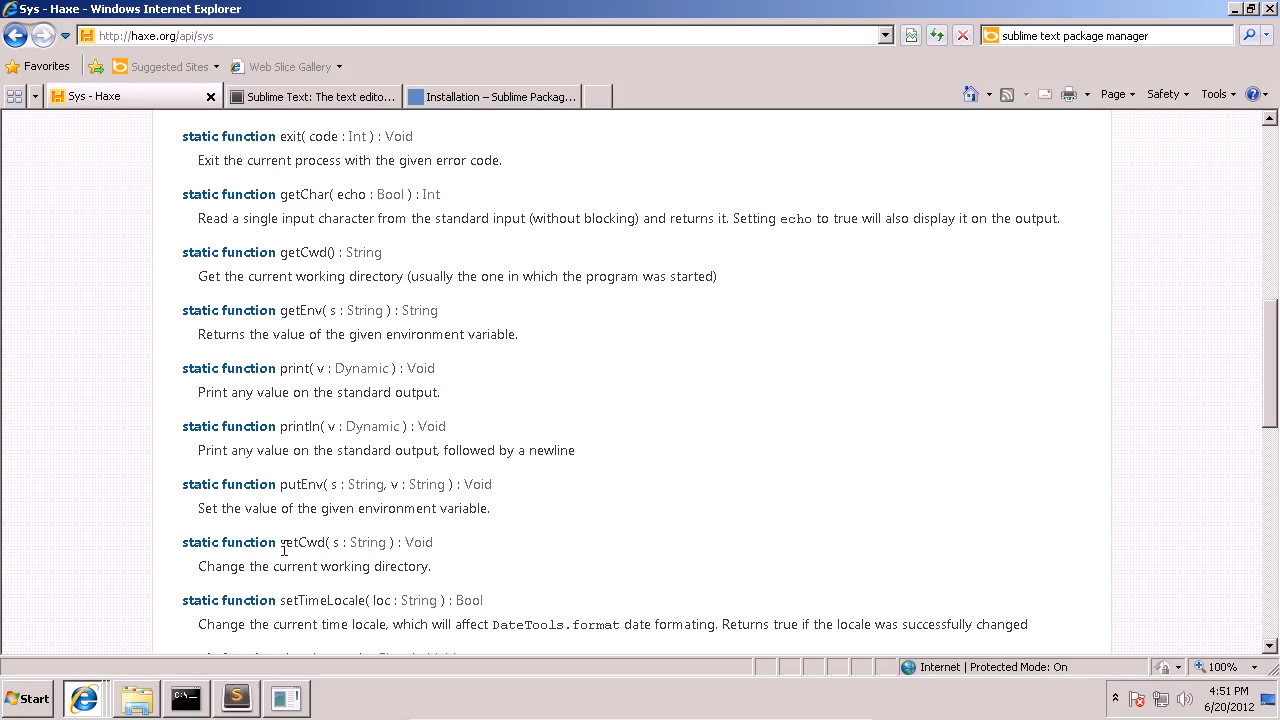 Sys - Haxe - Windows Internet Explorer
http://haxe.org/api/sys
sublime text package manager
Favorites
Suggested Sites
Web Slice Gallery
Sys - Haxe
Sublime Text: The text edito...
Installation – Sublime Packag...
Page
Safety
Tools
static function exit( code : Int ) : Void
Exit the current process with the given error code.
static function getChar( echo : Bool ) : Int
Read a single input character from the standard input (without blocking) and returns it. Setting echo to true will also display it on the output.
static function getCwd() : String
Get the current working directory (usually the one in which the program was started)
static function getEnv( s : String ) : String
Returns the value of the given environment variable.
static function print( v : Dynamic ) : Void
Print any value on the standard output.
static function println( v : Dynamic ) : Void
Print any value on the standard output, followed by a newline
static function putEnv( s : String, v : String ) : Void
Set the value of the given environment variable.
static function setCwd( s : String ) : Void
Change the current working directory.
static function setTimeLocale( loc : String ) : Bool
Change the current time locale, which will affect DateTools.format date formating. Returns true if the locale was successfully changed
Internet | Protected Mode: On
100%
Start
4:51 PM
6/20/2012